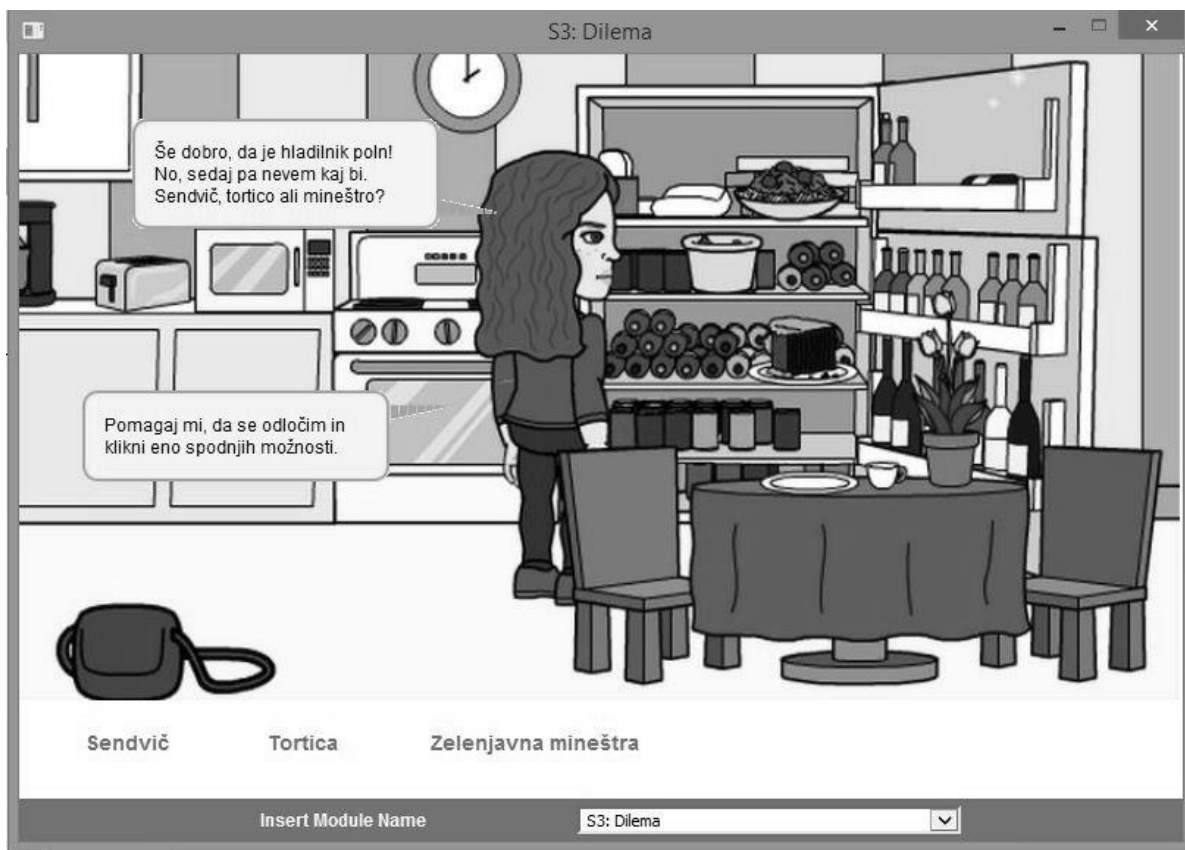 S3: Dilema
Še dobro, da je hladilnik poln!
No, sedaj pa nevem kaj bi.
Sendvič, tortico ali mineštro?
Pomagaj mi, da se odločim in
klikni eno spodnjih možnosti.
Sendvič Tortica Zelenjavna mineštra
Insert Module Name S3: Dilema